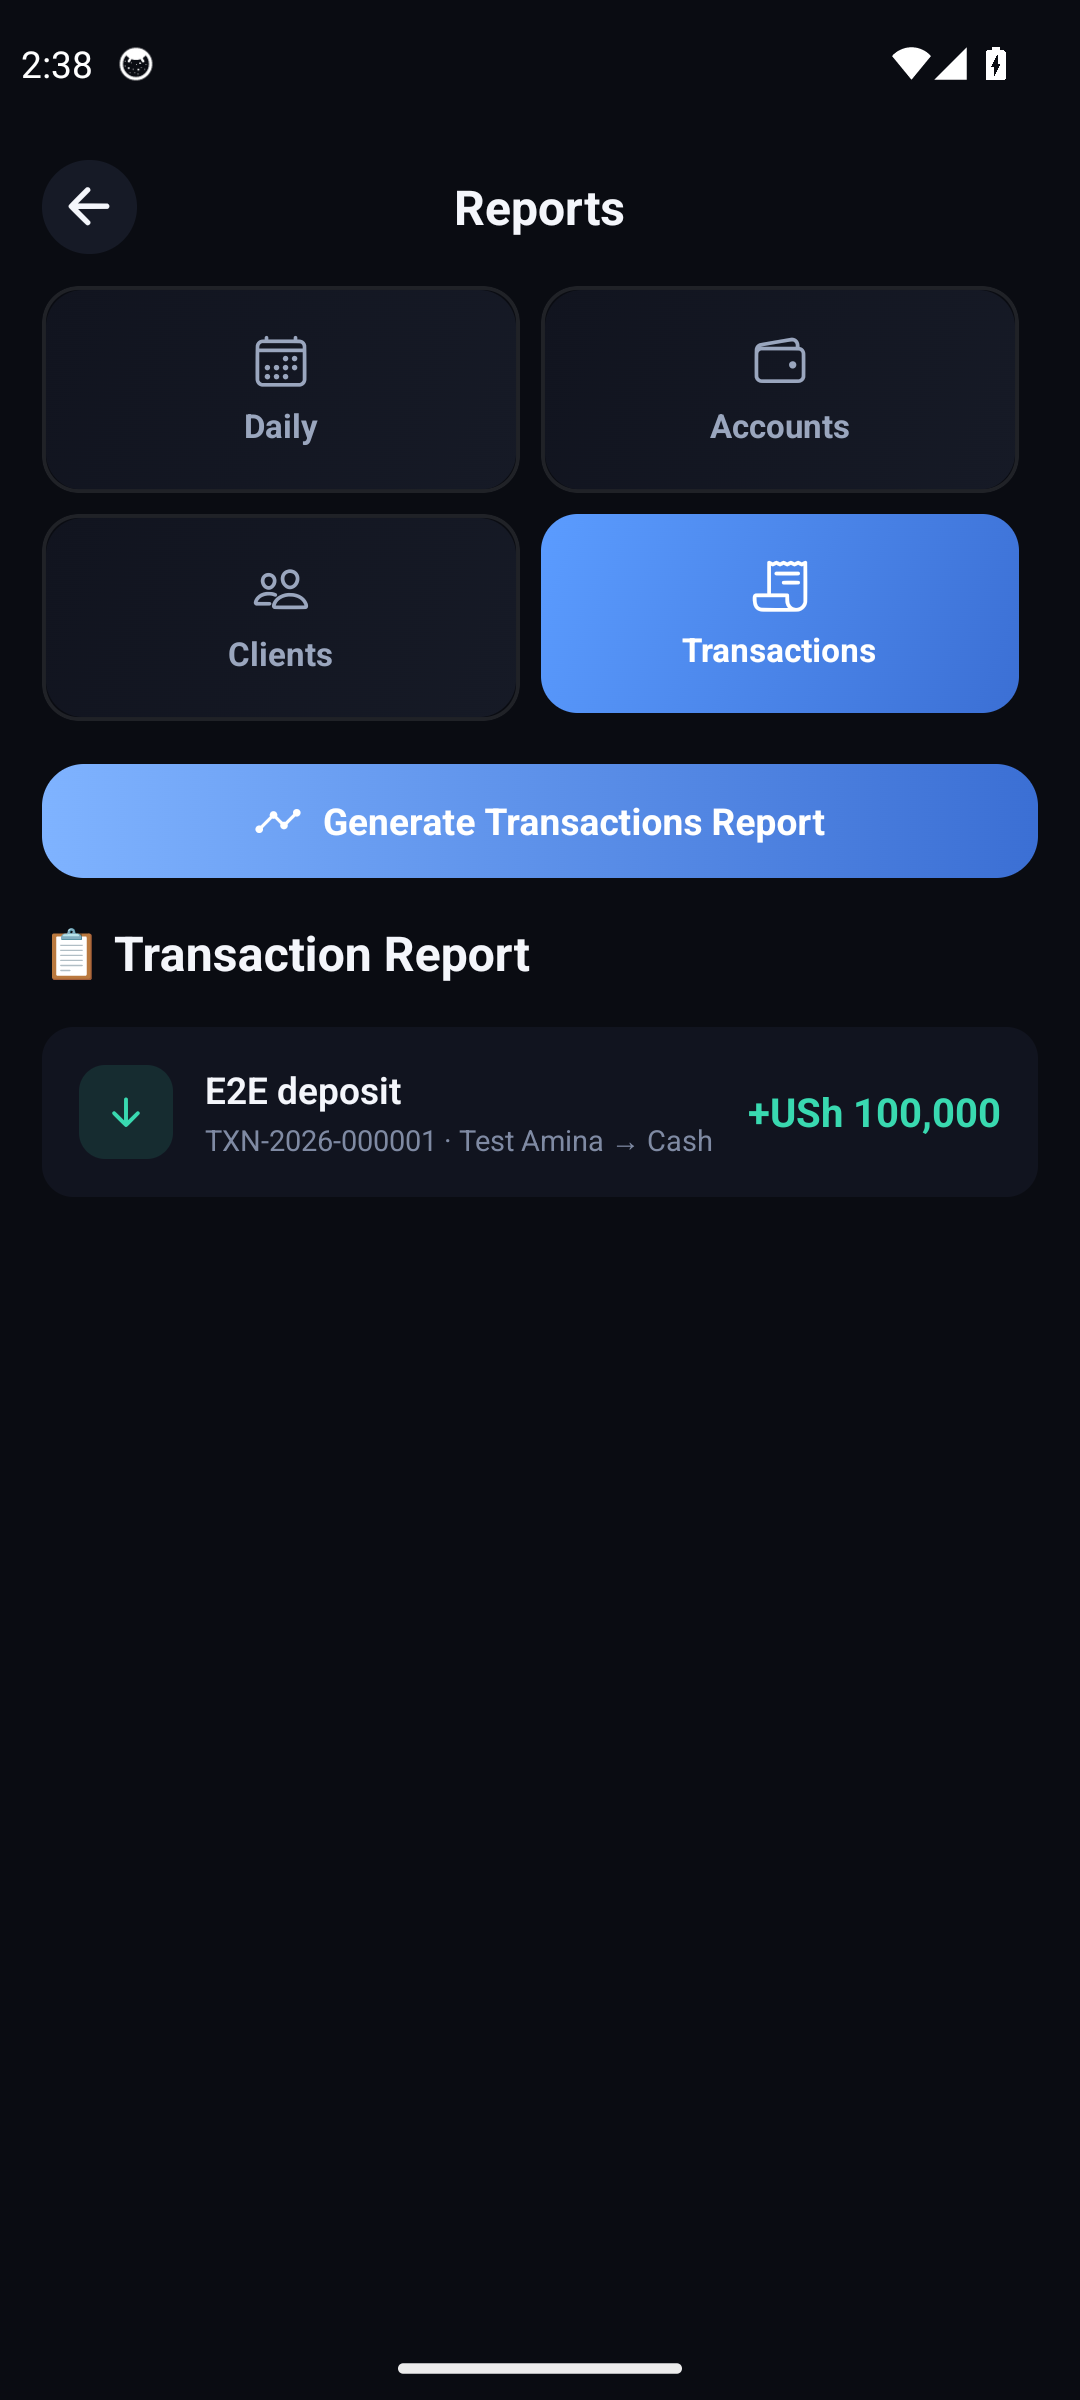 2:38
Reports
Daily
Accounts
Clients
Transactions
Generate Transactions Report
📋 Transaction Report
E2E deposit
+USh 100,000
TXN-2026-000001 · Test Amina → Cash